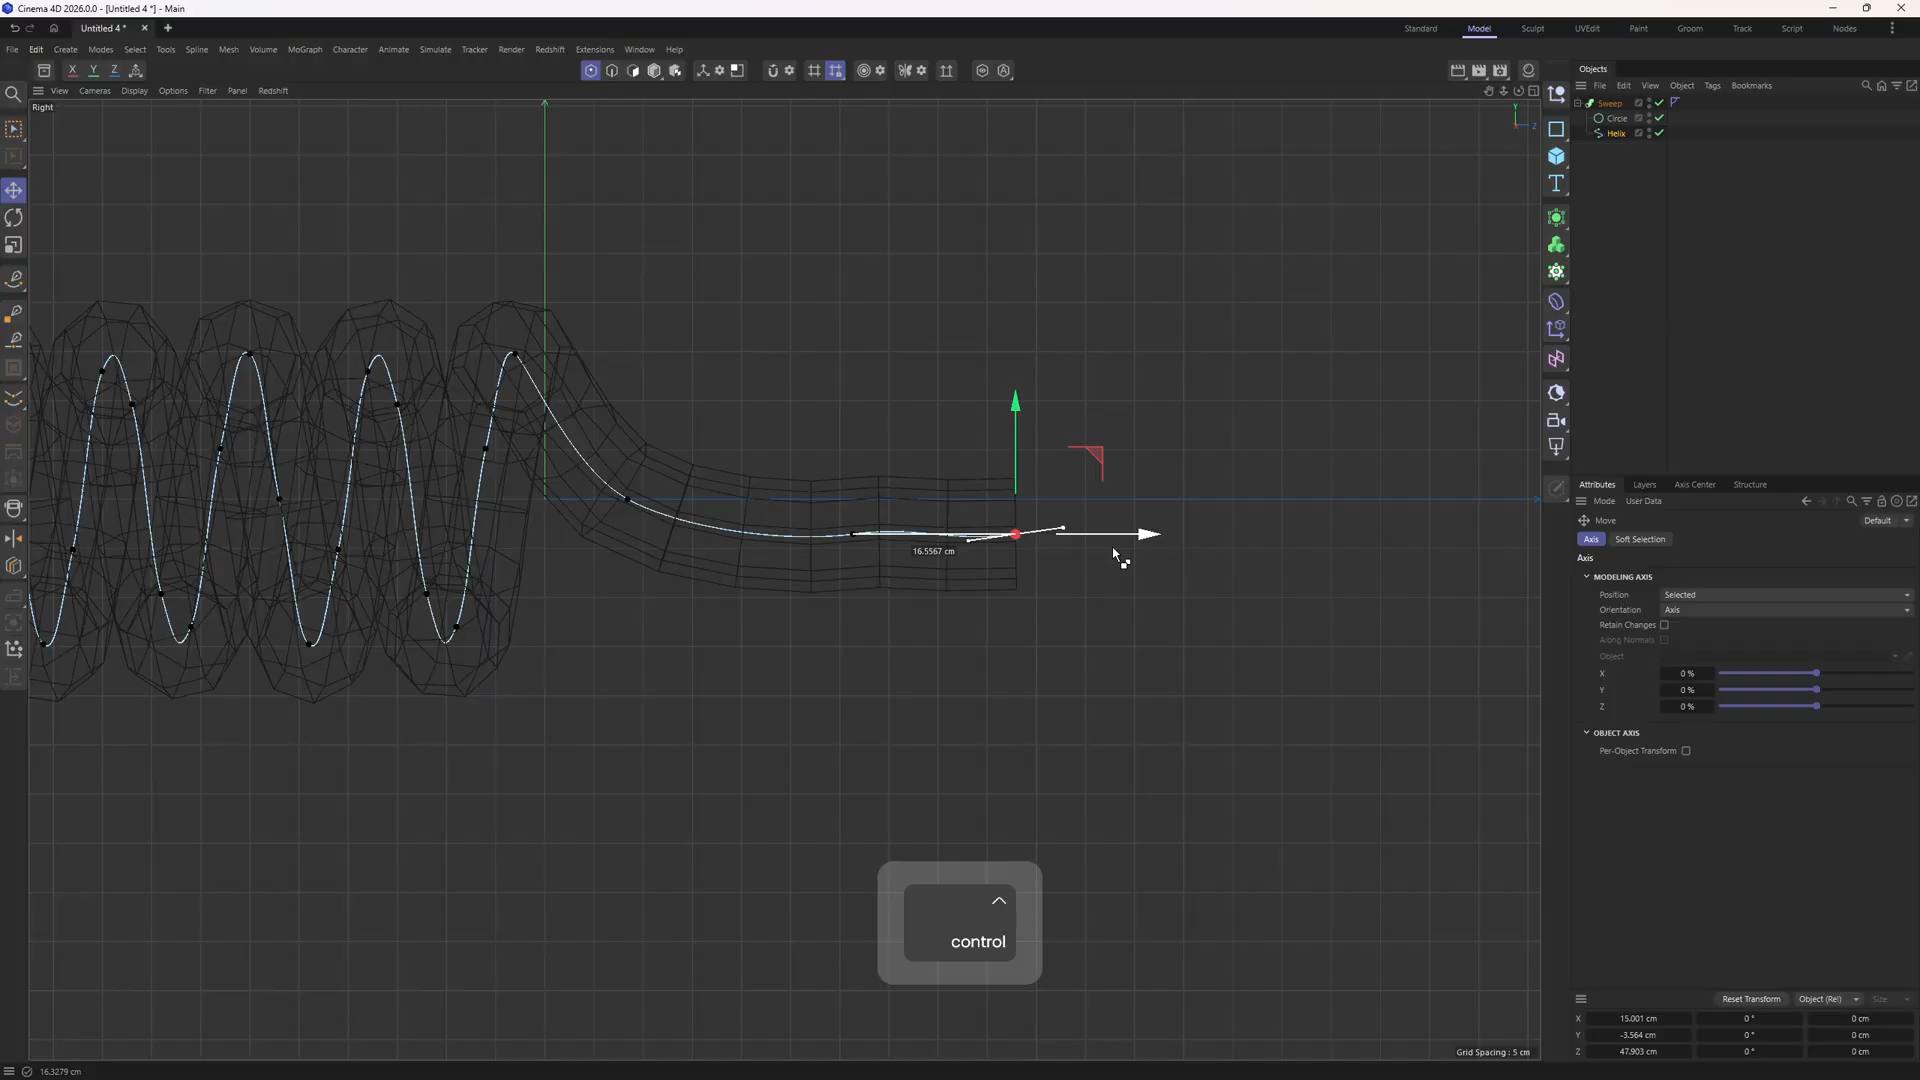 Cinema 4D 2026.0.0 - [Untitled 4 *] - Main
Untitled 4 *
Standard Model Sculpt UVEdit Paint Groom Track Script Nodes
File Edit Create Modes Select Tools Spline Mesh Volume MoGraph Character Animate Simulate Tracker Render Redshift Extensions Window Help
X Y Z
View Cameras Display Options Filter Panel Redshift
Right
Y
Z
16.5567 cm
^
control
Grid Spacing : 5 cm
16.3279 cm
Objects
File Edit View Object Tags Bookmarks
Sweep
Circle
Helix
Attributes Layers Axis Center Structure
Mode User Data
Move Default
Axis Soft Selection
Axis
MODELING AXIS
Position Selected
Orientation Axis
Retain Changes
Along Normals
Object
X 0 %
Y 0 %
Z 0 %
OBJECT AXIS
Per-Object Transform
Reset Transform Object (Rel) Size
X 15.001 cm 0 ° 0 cm
Y -3.564 cm 0 ° 0 cm
Z 47.903 cm 0 ° 0 cm